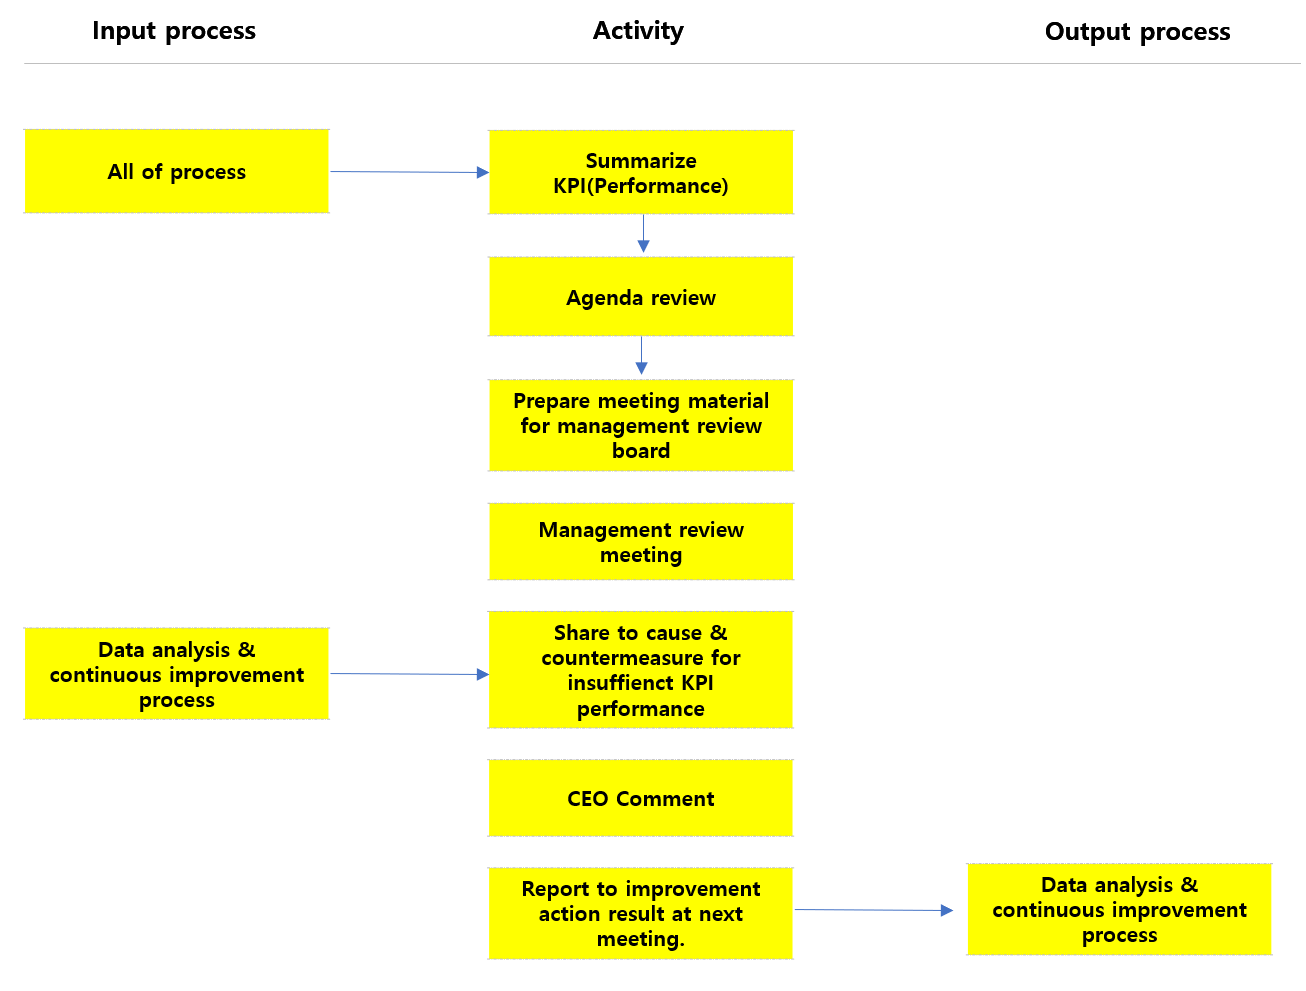 Input process
Activity
Output process
All of process
Summarize
KPI(Performance)
Agenda review
Prepare meeting material
for management review
board
Management review
meeting
Data analysis &
continuous improvement
process
Share to cause &
countermeasure for
insuffienct KPI
performance
CEO Comment
Report to improvement
action result at next
meeting.
Data analysis &
continuous improvement
process